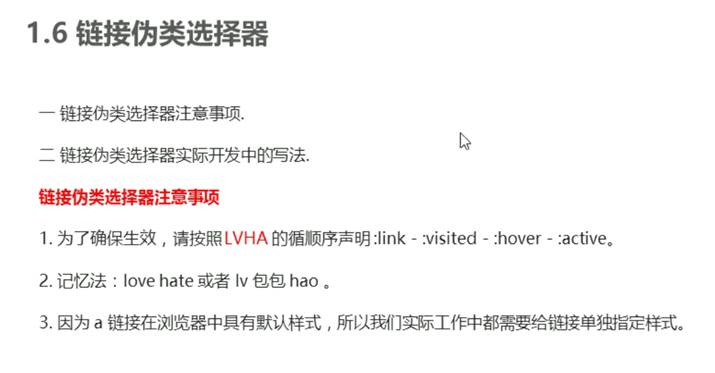 1.6 链接伪类选择器
一 链接伪类选择器注意事项.
二 链接伪类选择器实际开发中的写法.
链接伪类选择器注意事项
1. 为了确保生效，请按照 LVHA 的循顺序声明 :link - :visited - :hover - :active。
2. 记忆法：love hate 或者 lv 包包 hao 。
3. 因为 a 链接在浏览器中具有默认样式，所以我们实际工作中都需要给链接单独指定样式。